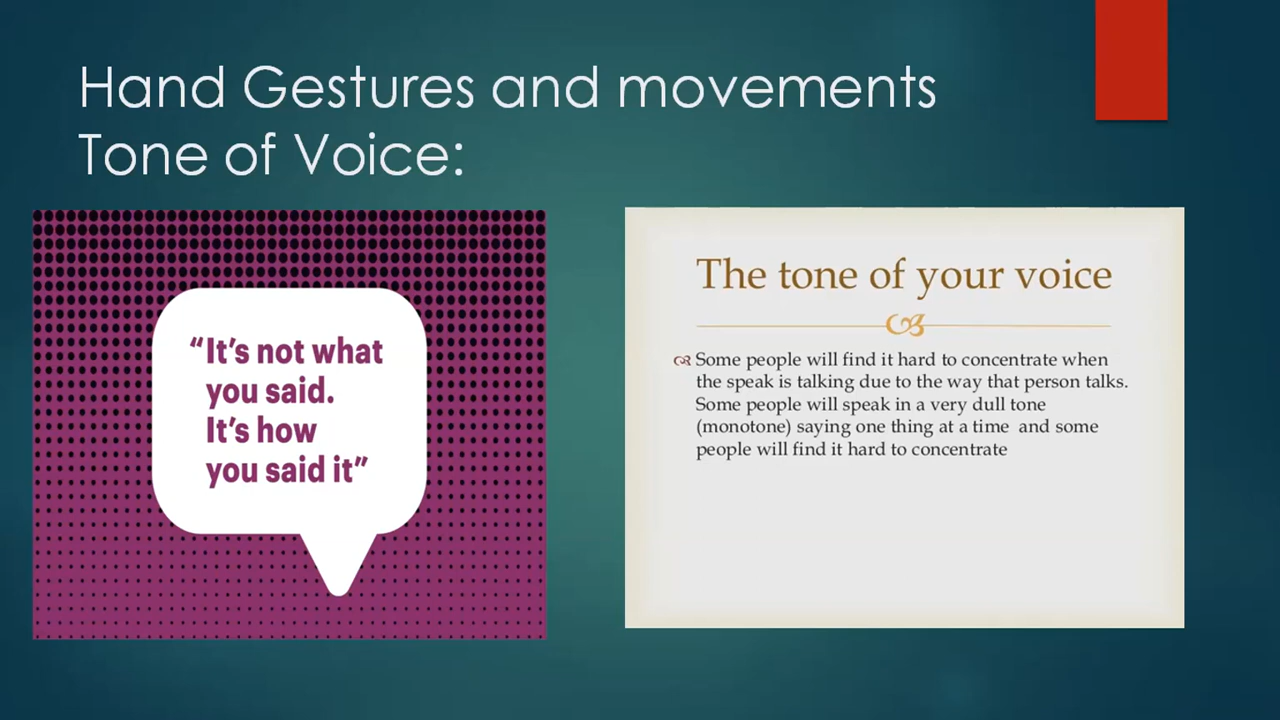 Hand Gestures and movements
Tone of Voice:
“It’s not what
you said.
It’s how
you said it”
The tone of your voice
Some people will find it hard to concentrate when
the speak is talking due to the way that person talks.
Some people will speak in a very dull tone
(monotone) saying one thing at a time and some
people will find it hard to concentrate